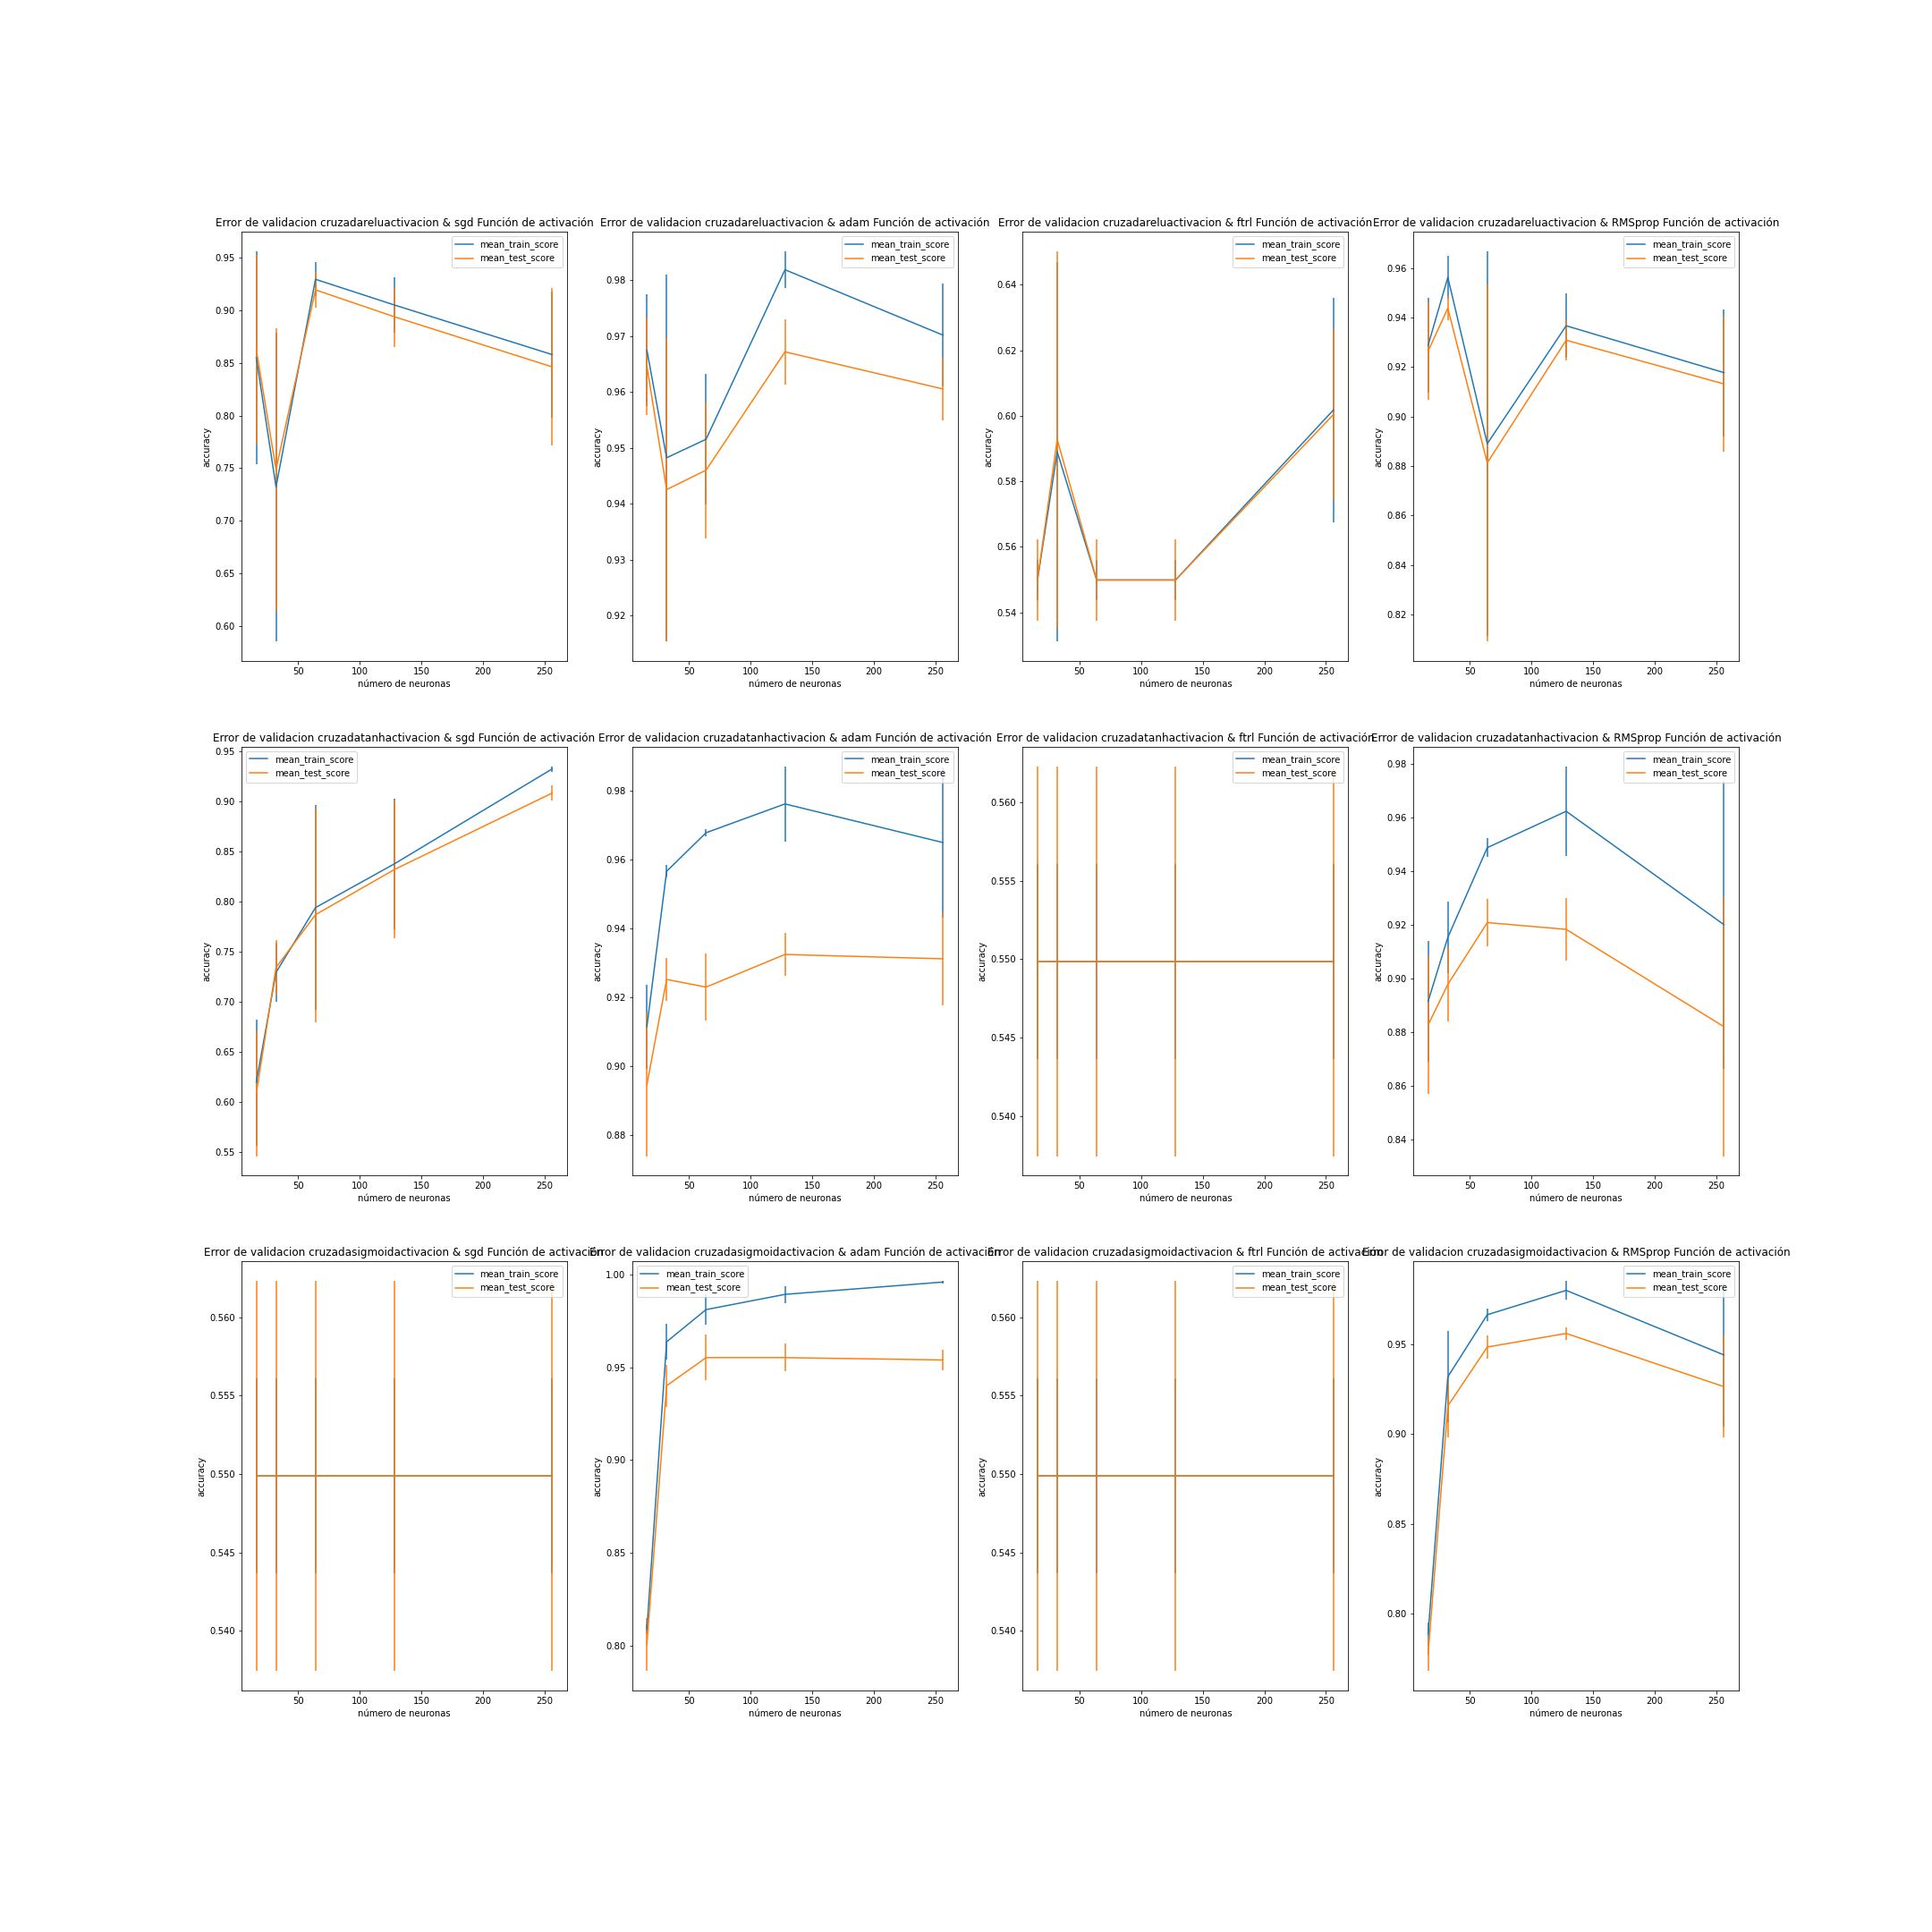 Error de validacion cruzadareluactivacion & sgd Función de activación
mean_train_score
mean_test_score
0.95
0.90
0.85
0.80
0.75
0.70
0.65
0.60
accuracy
50 100 150 200 250
número de neuronas
Error de validacion cruzadareluactivacion & adam Función de activación
mean_train_score
mean_test_score
0.98
0.97
0.96
0.95
0.94
0.93
0.92
accuracy
50 100 150 200 250
número de neuronas
Error de validacion cruzadareluactivacion & ftrl Función de activación
mean_train_score
mean_test_score
0.64
0.62
0.60
0.58
0.56
0.54
accuracy
50 100 150 200 250
número de neuronas
Error de validacion cruzadareluactivacion & RMSprop Función de activación
mean_train_score
mean_test_score
0.96
0.94
0.92
0.90
0.88
0.86
0.84
0.82
accuracy
50 100 150 200 250
número de neuronas
Error de validacion cruzadatanhactivacion & sgd Función de activación
mean_train_score
mean_test_score
0.95
0.90
0.85
0.80
0.75
0.70
0.65
0.60
0.55
accuracy
50 100 150 200 250
número de neuronas
Error de validacion cruzadatanhactivacion & adam Función de activación
mean_train_score
mean_test_score
0.98
0.96
0.94
0.92
0.90
0.88
accuracy
50 100 150 200 250
número de neuronas
Error de validacion cruzadatanhactivacion & ftrl Función de activación
mean_train_score
mean_test_score
0.560
0.555
0.550
0.545
0.540
accuracy
50 100 150 200 250
número de neuronas
Error de validacion cruzadatanhactivacion & RMSprop Función de activación
mean_train_score
mean_test_score
0.98
0.96
0.94
0.92
0.90
0.88
0.86
0.84
accuracy
50 100 150 200 250
número de neuronas
Error de validacion cruzadasigmoidactivacion & sgd Función de activación
mean_train_score
mean_test_score
0.560
0.555
0.550
0.545
0.540
accuracy
50 100 150 200 250
número de neuronas
Error de validacion cruzadasigmoidactivacion & adam Función de activación
mean_train_score
mean_test_score
1.00
0.95
0.90
0.85
0.80
accuracy
50 100 150 200 250
número de neuronas
Error de validacion cruzadasigmoidactivacion & ftrl Función de activación
mean_train_score
mean_test_score
0.560
0.555
0.550
0.545
0.540
accuracy
50 100 150 200 250
número de neuronas
Error de validacion cruzadasigmoidactivacion & RMSprop Función de activación
mean_train_score
mean_test_score
0.95
0.90
0.85
0.80
accuracy
50 100 150 200 250
número de neuronas